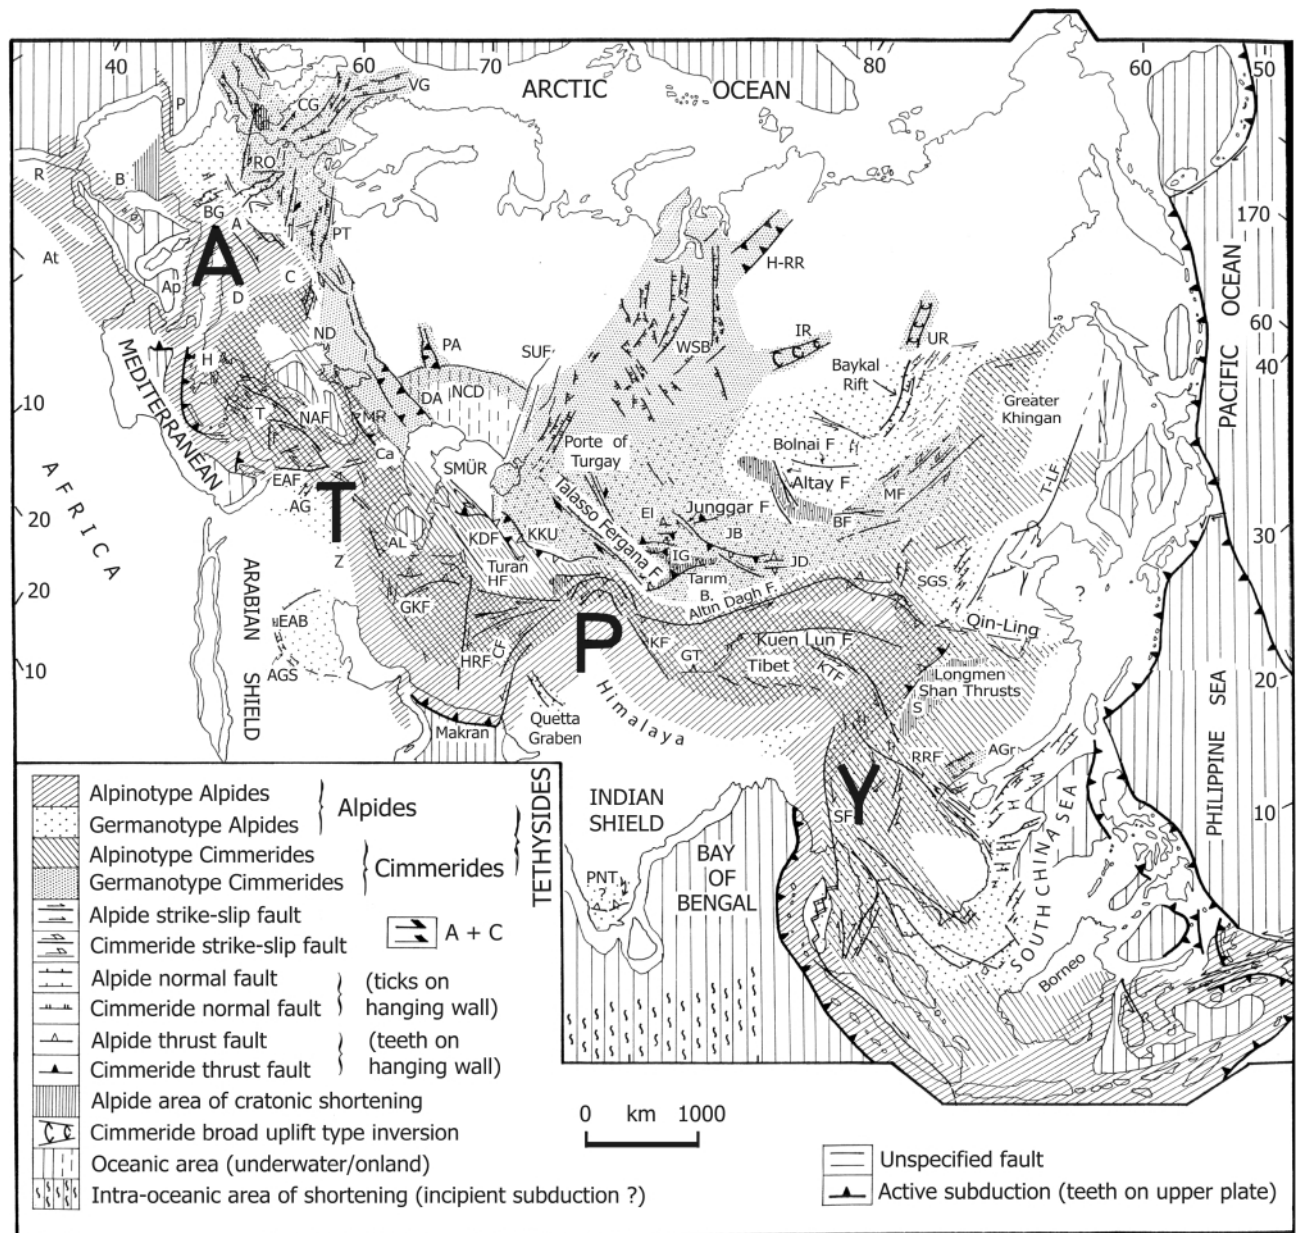 40
60
70
80
60
50
ARCTIC OCEAN
VG
CG
P
RO
R
B
BG
A
PT
170
At
A
C
H-RR
Ap
D
PACIFIC OCEAN
ND
IR
UR
60
PA
SUF
WSB
MEDITERRANEAN
H
Baykal
Rift
40
DA
NCD
Greater
Khingan
10
T
NAF
MR
Porte of
Turgay
Bolnai F
Ca
SMÜR
Altay F
AFRICA
EAF
AG
T
Talasso Fergana F
MF
T-LF
20
EI
Junggar F
BF
30
AL
KDF
KKU
JB
Z
Turan
HF
IG
JD
Tarım
B.
SGS
20
ARABIAN SHIELD
GKF
Altın Dagh F.
?
EAB
P
Qin-Ling
CF
KF
Kuen Lun F
HRF
GT
Tibet
KTF
10
AGS
Longmen
Shan Thrusts
20
Himalaya
S
Makran
Quetta
Graben
RRF
AGr
PHILIPPINE SEA
Y
INDIAN
SHIELD
SF
10
PNT
?
BAY
OF
BENGAL
SOUTH CHINA SEA
Borneo
Alpinotype Alpides
Germanotype Alpides
Alpides
Alpinotype Cimmerides
Germanotype Cimmerides
Cimmerides
TETHYSIDES
Alpide strike-slip fault
Cimmeride strike-slip fault
A + C
Alpide normal fault
Cimmeride normal fault
(ticks on
hanging wall)
Alpide thrust fault
Cimmeride thrust fault
(teeth on
hanging wall)
Alpide area of cratonic shortening
Cimmeride broad uplift type inversion
Oceanic area (underwater/onland)
Intra-oceanic area of shortening (incipient subduction ?)
0 km 1000
Unspecified fault
Active subduction (teeth on upper plate)